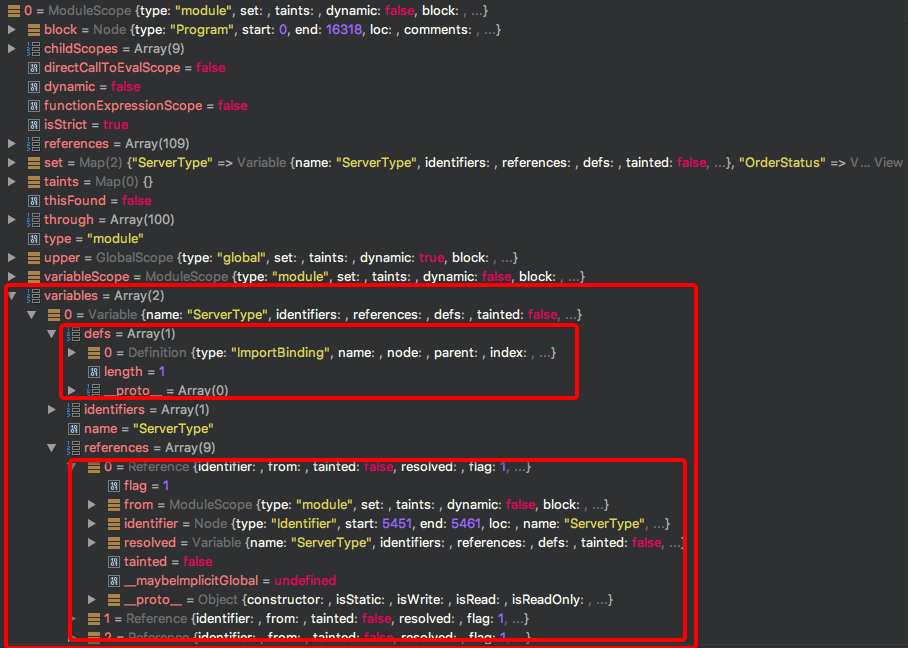 0 = ModuleScope {type: "module", set: , taints: , dynamic: false, block: , ...}
block = Node {type: "Program", start: 0, end: 16318, loc: , comments: , ...}
childScopes = Array(9)
directCallToEvalScope = false
dynamic = false
functionExpressionScope = false
isStrict = true
references = Array(109)
set = Map(2) {"ServerType" => Variable {name: "ServerType", identifiers: , references: , defs: , tainted: false, ...}, "OrderStatus" => V... View
taints = Map(0) {}
thisFound = false
through = Array(100)
type = "module"
upper = GlobalScope {type: "global", set: , taints: , dynamic: true, block: , ...}
variableScope = ModuleScope {type: "module", set: , taints: , dynamic: false, block: , ...}
variables = Array(2)
0 = Variable {name: "ServerType", identifiers: , references: , defs: , tainted: false, ...}
defs = Array(1)
0 = Definition {type: "ImportBinding", name: , node: , parent: , index: , ...}
length = 1
__proto__ = Array(0)
identifiers = Array(1)
name = "ServerType"
references = Array(9)
0 = Reference {identifier: , from: , tainted: false, resolved: , flag: 1, ...}
flag = 1
from = ModuleScope {type: "module", set: , taints: , dynamic: false, block: , ...}
identifier = Node {type: "Identifier", start: 5451, end: 5461, loc: , name: "ServerType", ...}
resolved = Variable {name: "ServerType", identifiers: , references: , defs: , tainted: false, ...}
tainted = false
__maybeImplicitGlobal = undefined
__proto__ = Object {constructor: , isStatic: , isWrite: , isRead: , isReadOnly: , ...}
1 = Reference {identifier: , from: , tainted: false, resolved: , flag: 1, ...}
2 = Reference {identifier: , from: , tainted: false, resolved: , flag: 1, ...}